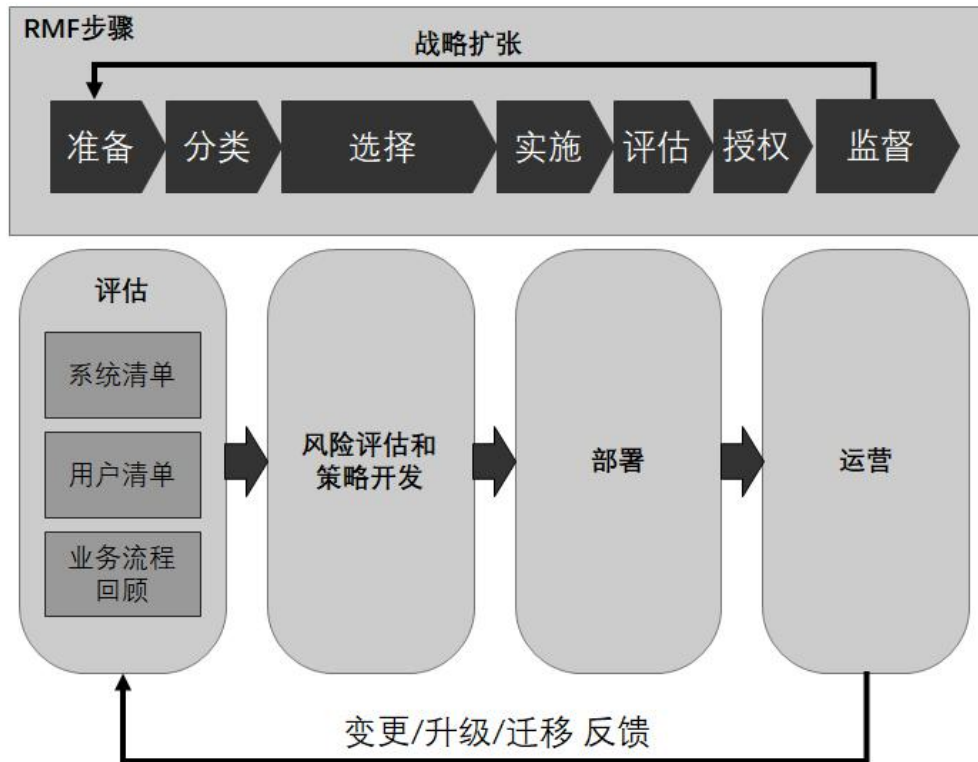 RMF步骤
战略扩张
准备 分类 选择 实施 评估 授权 监督
评估
系统清单
用户清单
业务流程
回顾
风险评估和
策略开发
部署
运营
变更/升级/迁移 反馈